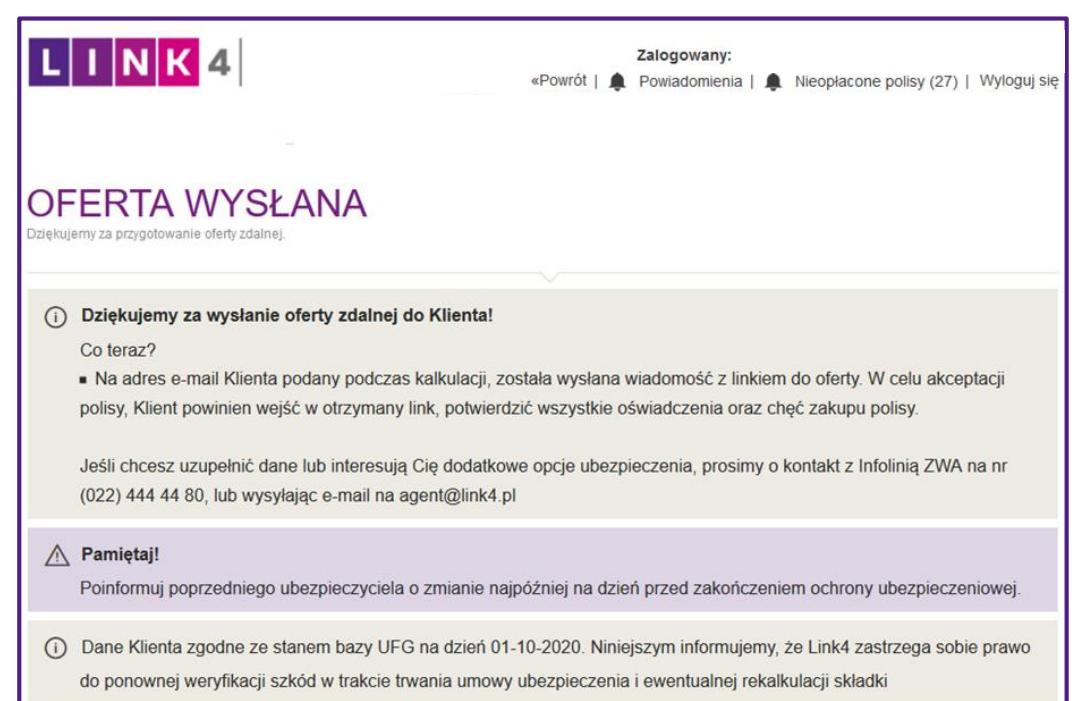 LINK4
Zalogowany:
«Powrót | Powiadomienia | Nieopłacone polisy (27) | Wyloguj się
OFERTA WYSŁANA
Dziękujemy za przygotowanie oferty zdalnej.
Dziękujemy za wysłanie oferty zdalnej do Klienta!
Co teraz?
▪ Na adres e-mail Klienta podany podczas kalkulacji, została wysłana wiadomość z linkiem do oferty. W celu akceptacji
polisy, Klient powinien wejść w otrzymany link, potwierdzić wszystkie oświadczenia oraz chęć zakupu polisy.
Jeśli chcesz uzupełnić dane lub interesują Cię dodatkowe opcje ubezpieczenia, prosimy o kontakt z Infolinią ZWA na nr
(022) 444 44 80, lub wysyłając e-mail na agent@link4.pl
Pamiętaj!
Poinformuj poprzedniego ubezpieczyciela o zmianie najpóźniej na dzień przed zakończeniem ochrony ubezpieczeniowej.
Dane Klienta zgodne ze stanem bazy UFG na dzień 01-10-2020. Niniejszym informujemy, że Link4 zastrzega sobie prawo
do ponownej weryfikacji szkód w trakcie trwania umowy ubezpieczenia i ewentualnej rekalkulacji składki